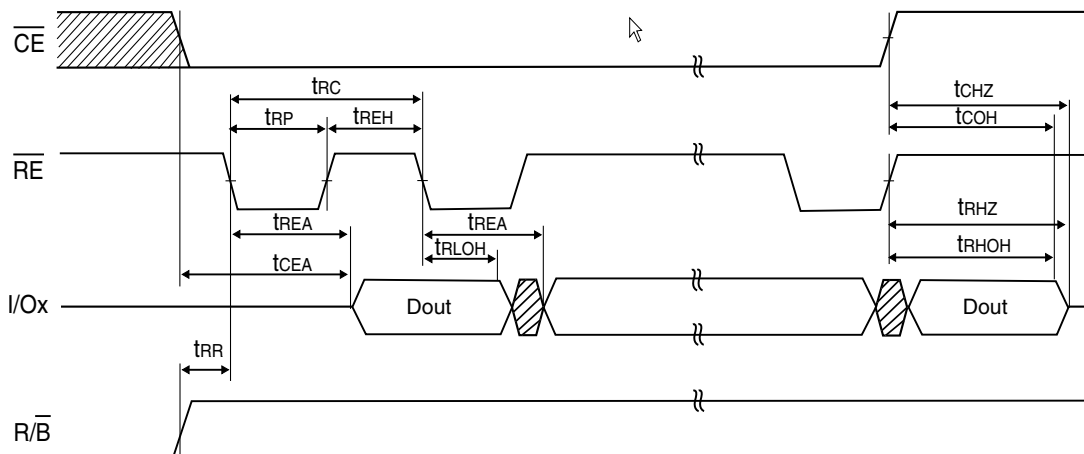 CE
tRC
tCHZ
tRP
tREH
tCOH
RE
tREA
tREA
tRHZ
tCEA
tRLOH
tRHOH
I/Ox
Dout
Dout
tRR
R/B